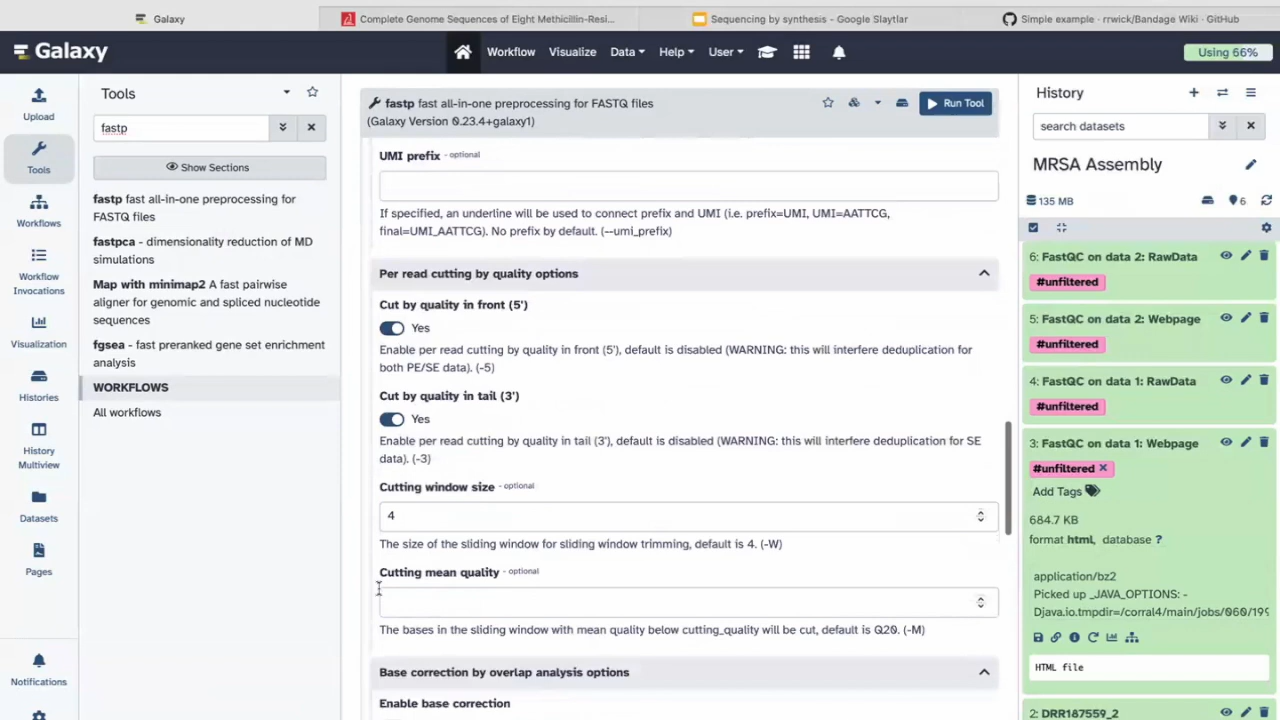 Galaxy
Complete Genome Sequences of Eight Methicillin-Resi...
Sequencing by synthesis - Google Slaytlar
Simple example · rrwick/Bandage Wiki · GitHub
Galaxy
Workflow
Visualize
Data
Help
User
Using 66%
Upload
Tools
Workflows
Workflow
Invocations
Visualization
Histories
History
Multiview
Datasets
Pages
Notifications
Tools
fastp
Show Sections
fastp fast all-in-one preprocessing for
FASTQ files
fastpca - dimensionality reduction of MD
simulations
Map with minimap2 A fast pairwise
aligner for genomic and spliced nucleotide
sequences
fgsea - fast preranked gene set enrichment
analysis
WORKFLOWS
All workflows
fastp fast all-in-one preprocessing for FASTQ files
(Galaxy Version 0.23.4+galaxy1)
Run Tool
UMI prefix - optional
If specified, an underline will be used to connect prefix and UMI (i.e. prefix=UMI, UMI=AATTCG,
final=UMI_AATTCG). No prefix by default. (--umi_prefix)
Per read cutting by quality options
Cut by quality in front (5')
Yes
Enable per read cutting by quality in front (5'), default is disabled (WARNING: this will interfere deduplication for
both PE/SE data). (-5)
Cut by quality in tail (3')
Yes
Enable per read cutting by quality in tail (3'), default is disabled (WARNING: this will interfere deduplication for SE
data). (-3)
Cutting window size - optional
4
The size of the sliding window for sliding window trimming, default is 4. (-W)
Cutting mean quality - optional
The bases in the sliding window with mean quality below cutting_quality will be cut, default is Q20. (-M)
Base correction by overlap analysis options
Enable base correction
History
search datasets
MRSA Assembly
135 MB
6
6: FastQC on data 2: RawData
#unfiltered
5: FastQC on data 2: Webpage
#unfiltered
4: FastQC on data 1: RawData
#unfiltered
3: FastQC on data 1: Webpage
#unfiltered
Add Tags
684.7 KB
format html, database ?
application/bz2
Picked up _JAVA_OPTIONS: -
Djava.io.tmpdir=/corral4/main/jobs/060/199
HTML file
2: DRR187559_2